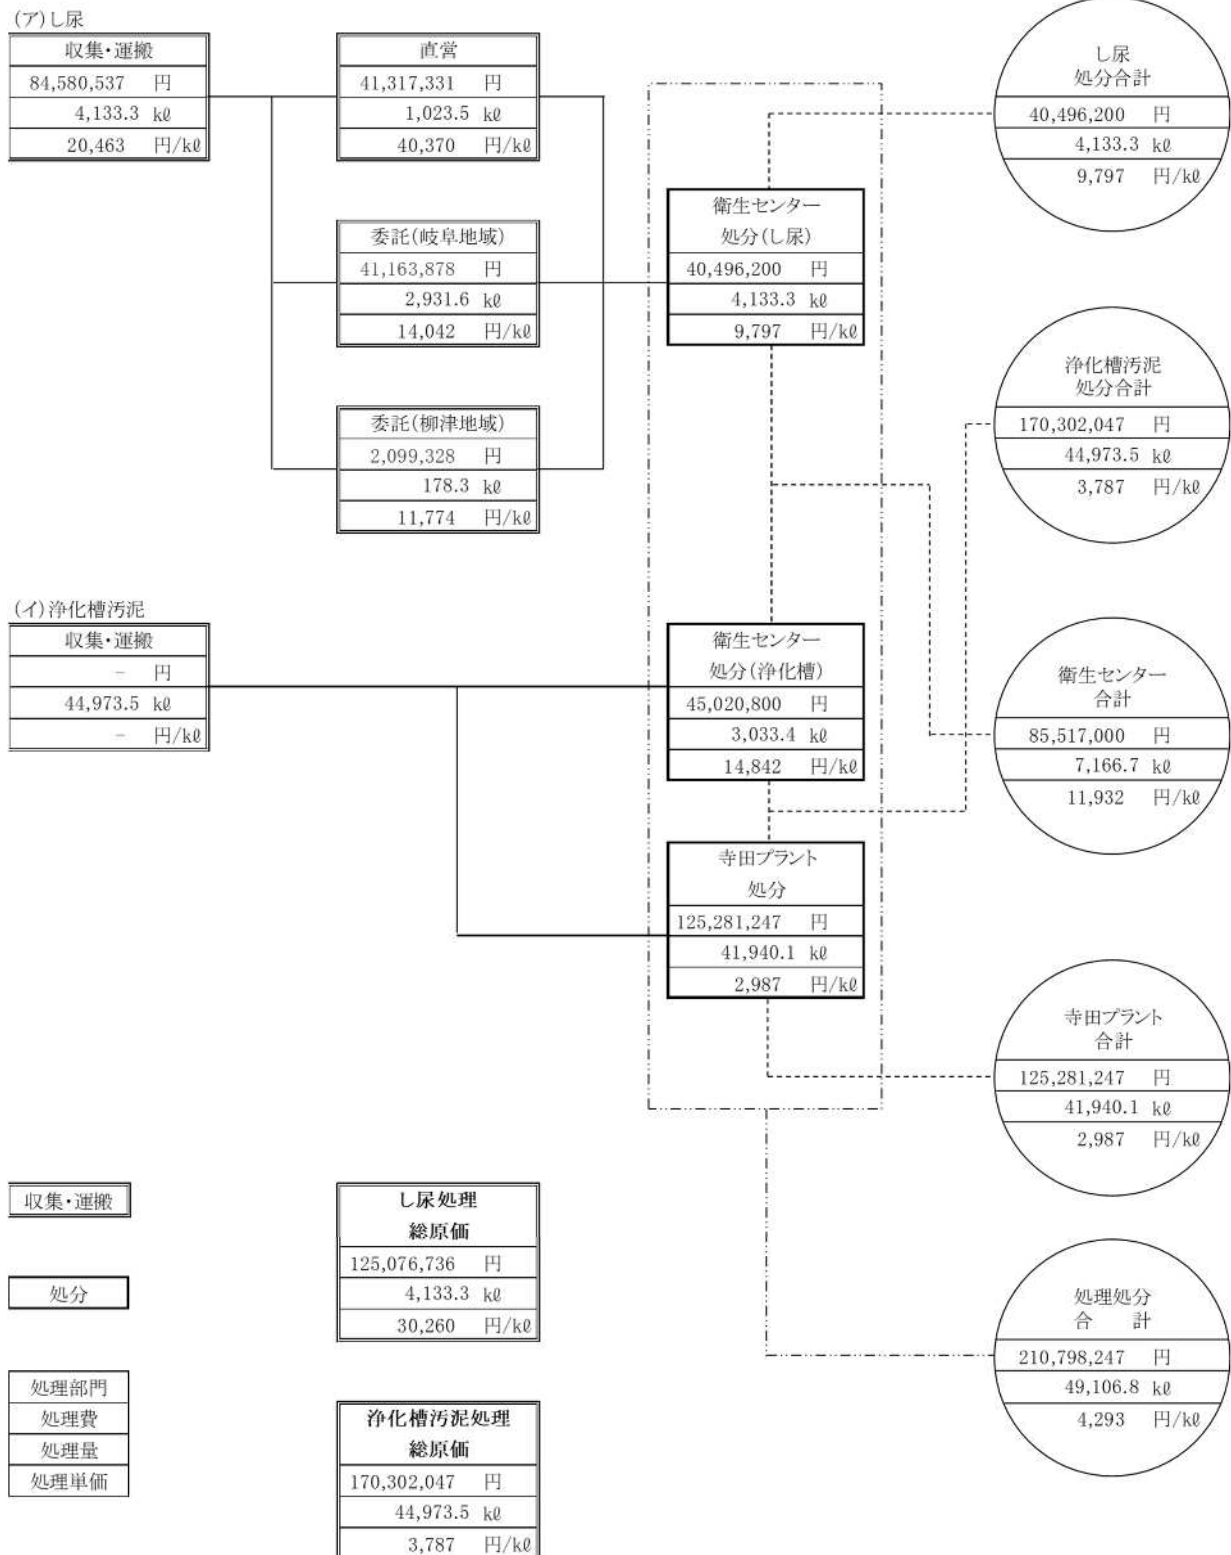 (ア)し尿
収集・運搬
84,580,537 円
4,133.3 kℓ
20,463 円/kℓ
直営
41,317,331 円
1,023.5 kℓ
40,370 円/kℓ
委託(岐阜地域)
41,163,878 円
2,931.6 kℓ
14,042 円/kℓ
委託(柳津地域)
2,099,328 円
178.3 kℓ
11,774 円/kℓ
衛生センター
処分(し尿)
40,496,200 円
4,133.3 kℓ
9,797 円/kℓ
し尿
処分合計
40,496,200 円
4,133.3 kℓ
9,797 円/kℓ
浄化槽汚泥
処分合計
170,302,047 円
44,973.5 kℓ
3,787 円/kℓ
(イ)浄化槽汚泥
収集・運搬
－ 円
44,973.5 kℓ
－ 円/kℓ
衛生センター
処分(浄化槽)
45,020,800 円
3,033.4 kℓ
14,842 円/kℓ
衛生センター
合計
85,517,000 円
7,166.7 kℓ
11,932 円/kℓ
寺田プラント
処分
125,281,247 円
41,940.1 kℓ
2,987 円/kℓ
寺田プラント
合計
125,281,247 円
41,940.1 kℓ
2,987 円/kℓ
収集・運搬
処分
処理部門
処理費
処理量
処理単価
し尿処理
総原価
125,076,736 円
4,133.3 kℓ
30,260 円/kℓ
浄化槽汚泥処理
総原価
170,302,047 円
44,973.5 kℓ
3,787 円/kℓ
処理処分
合 計
210,798,247 円
49,106.8 kℓ
4,293 円/kℓ